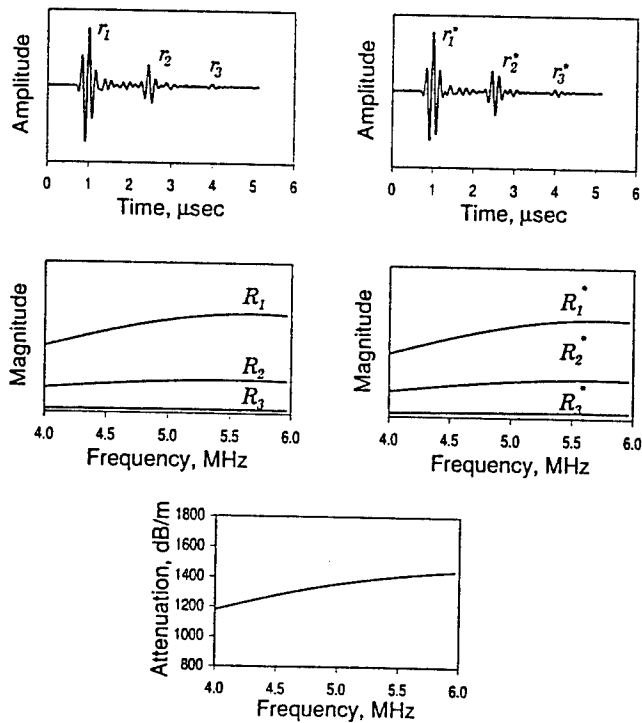 Amplitude
r1
r2
r3
0 1 2 3 4 5 6
Time, μsec
Amplitude
r1*
r2*
r3*
0 1 2 3 4 5 6
Time, μsec
Magnitude
R1
R2
R3
4.0 4.5 5.0 5.5 6.0
Frequency, MHz
Magnitude
R1*
R2*
R3*
4.0 4.5 5.0 5.5 6.0
Frequency, MHz
Attenuation, dB/m
1800
1600
1400
1200
1000
800
4.0 4.5 5.0 5.5 6.0
Frequency, MHz